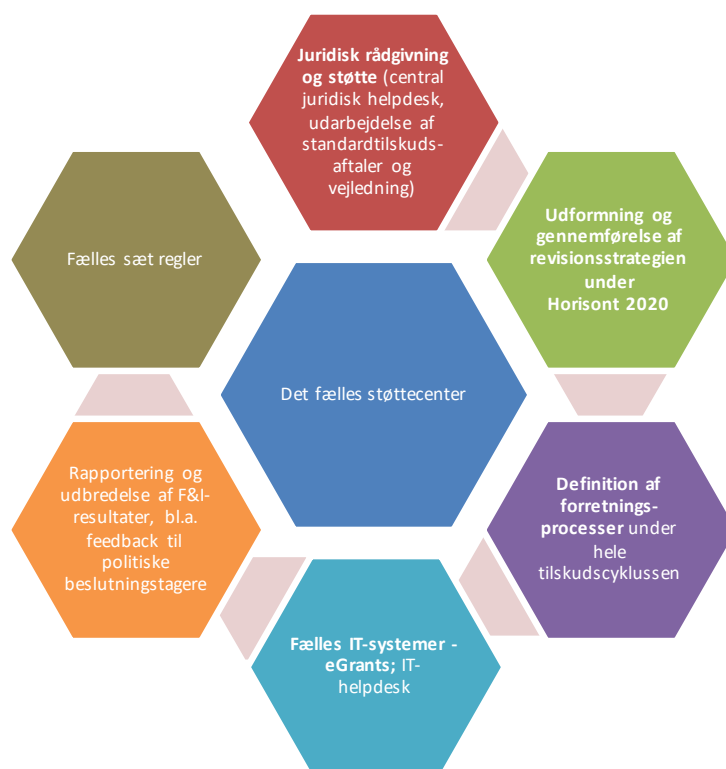 Juridisk rådgivning
og støtte (central
juridisk helpdesk,
udarbejdelse af
standardtilskuds-
aftaler og
vejledning)
Udformning og
gennemførelse af
revisionsstrategien
under
Horisont 2020
Definition af
forretnings-
processer under
hele
tilskudscyklussen
Fælles IT-systemer -
eGrants; IT-
helpdesk
Rapportering og
udbredelse af F&I-
resultater, bl.a.
feedback til
politiske
beslutningstagere
Fælles sæt regler
Det fælles støttecenter